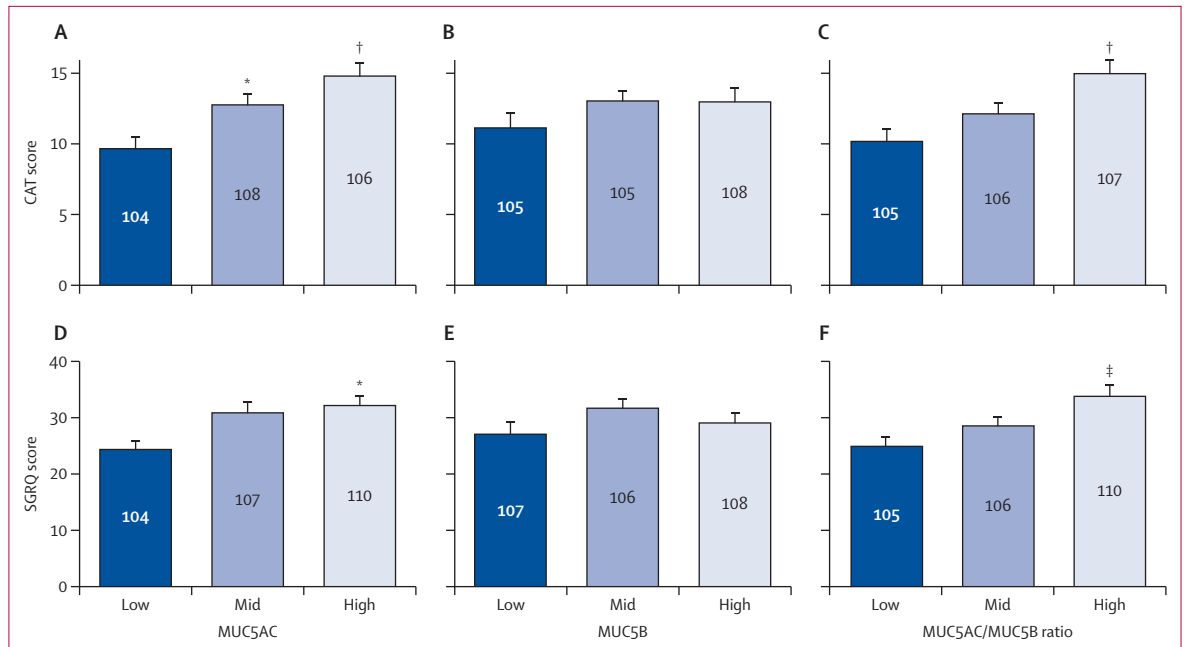 A
B
C
†
†
*
15
10
5
0
CAT score
104
108
106
105
105
108
105
106
107
D
E
F
40
30
20
10
0
SGRQ score
*
‡
104
107
110
107
106
108
105
106
110
Low
Mid
High
Low
Mid
High
Low
Mid
High
MUC5AC
MUC5B
MUC5AC/MUC5B ratio